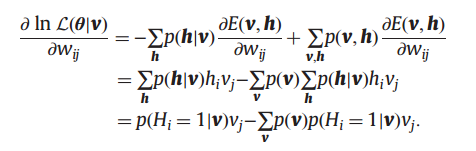 ∂ ln ℒ(θ|v) / ∂w_ij = −∑_h p(h|v) ∂E(v, h) / ∂w_ij + ∑_{v,h} p(v, h) ∂E(v, h) / ∂w_ij
= ∑_h p(h|v)h_i v_j − ∑_v p(v) ∑_h p(h|v)h_i v_j
= p(H_i = 1|v)v_j − ∑_v p(v)p(H_i = 1|v)v_j.